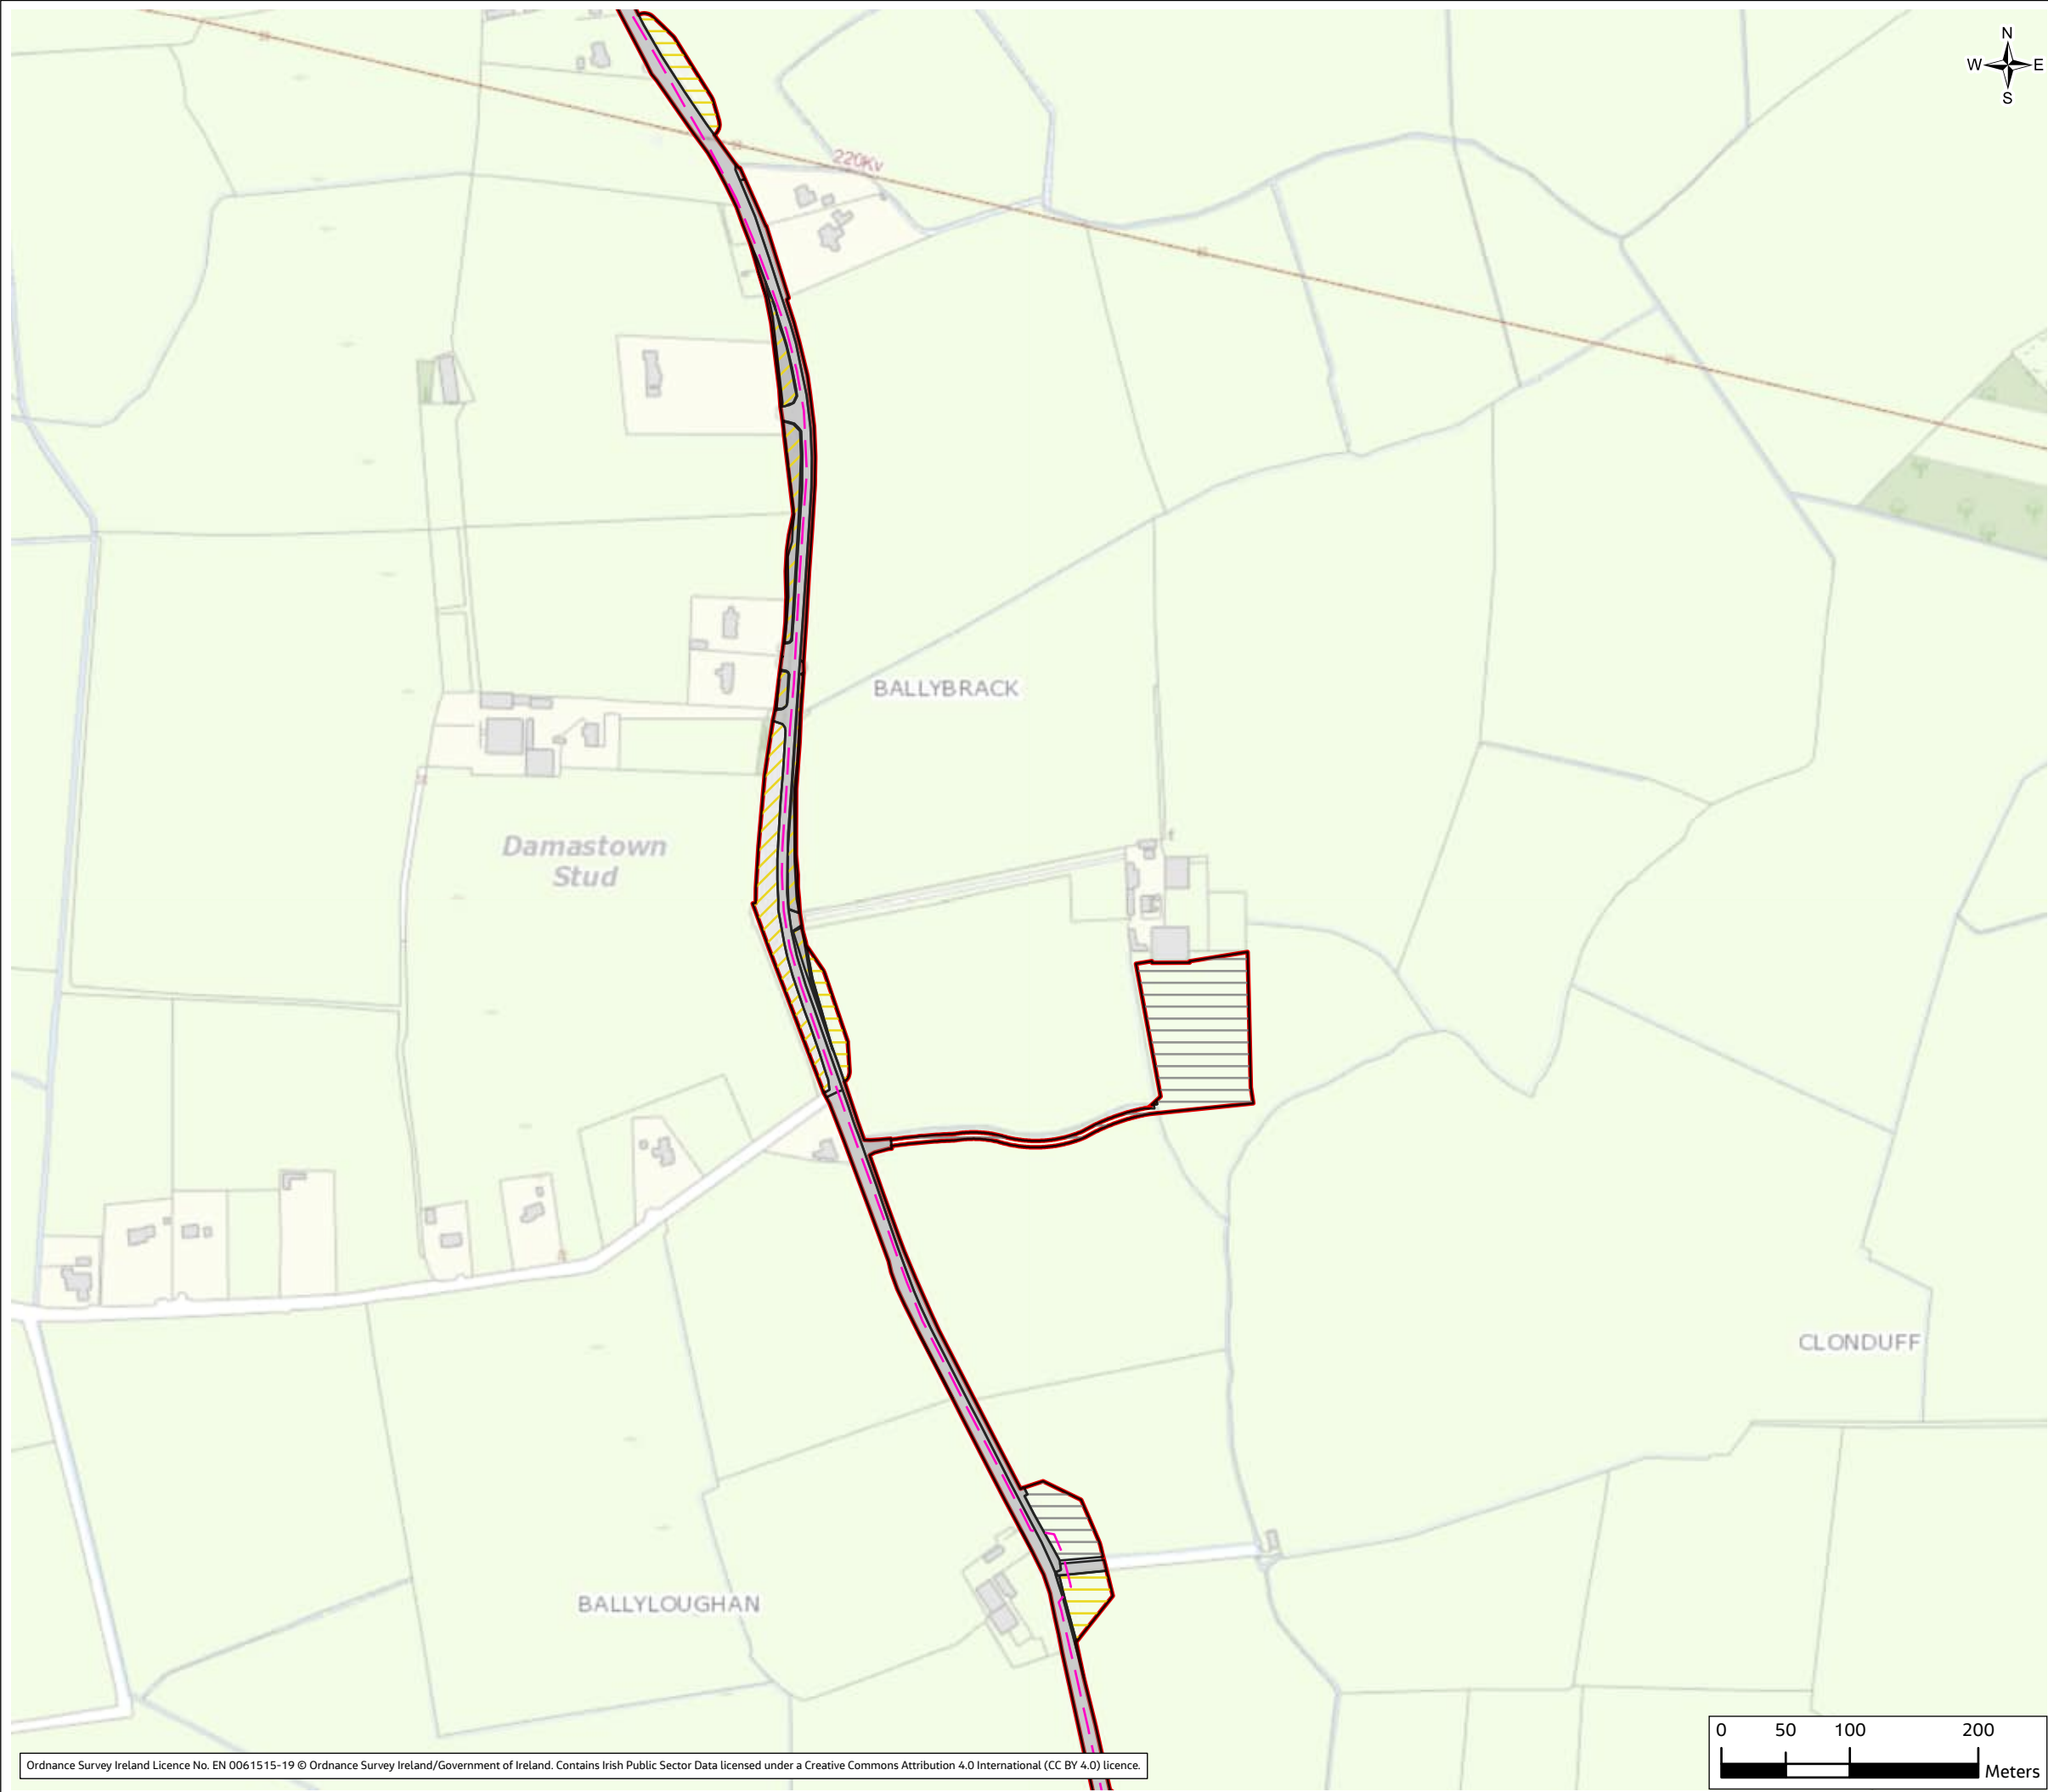 N
W E
S
220Kv
BALLYBRACK
Damastown
Stud
CLONDUFF
BALLYLOUGHAN
0 50 100 200
Meters
Ordnance Survey Ireland Licence No. EN 0061515-19 © Ordnance Survey Ireland/Government of Ireland. Contains Irish Public Sector Data licensed under a Creative Commons Attribution 4.0 International (CC BY 4.0) licence.